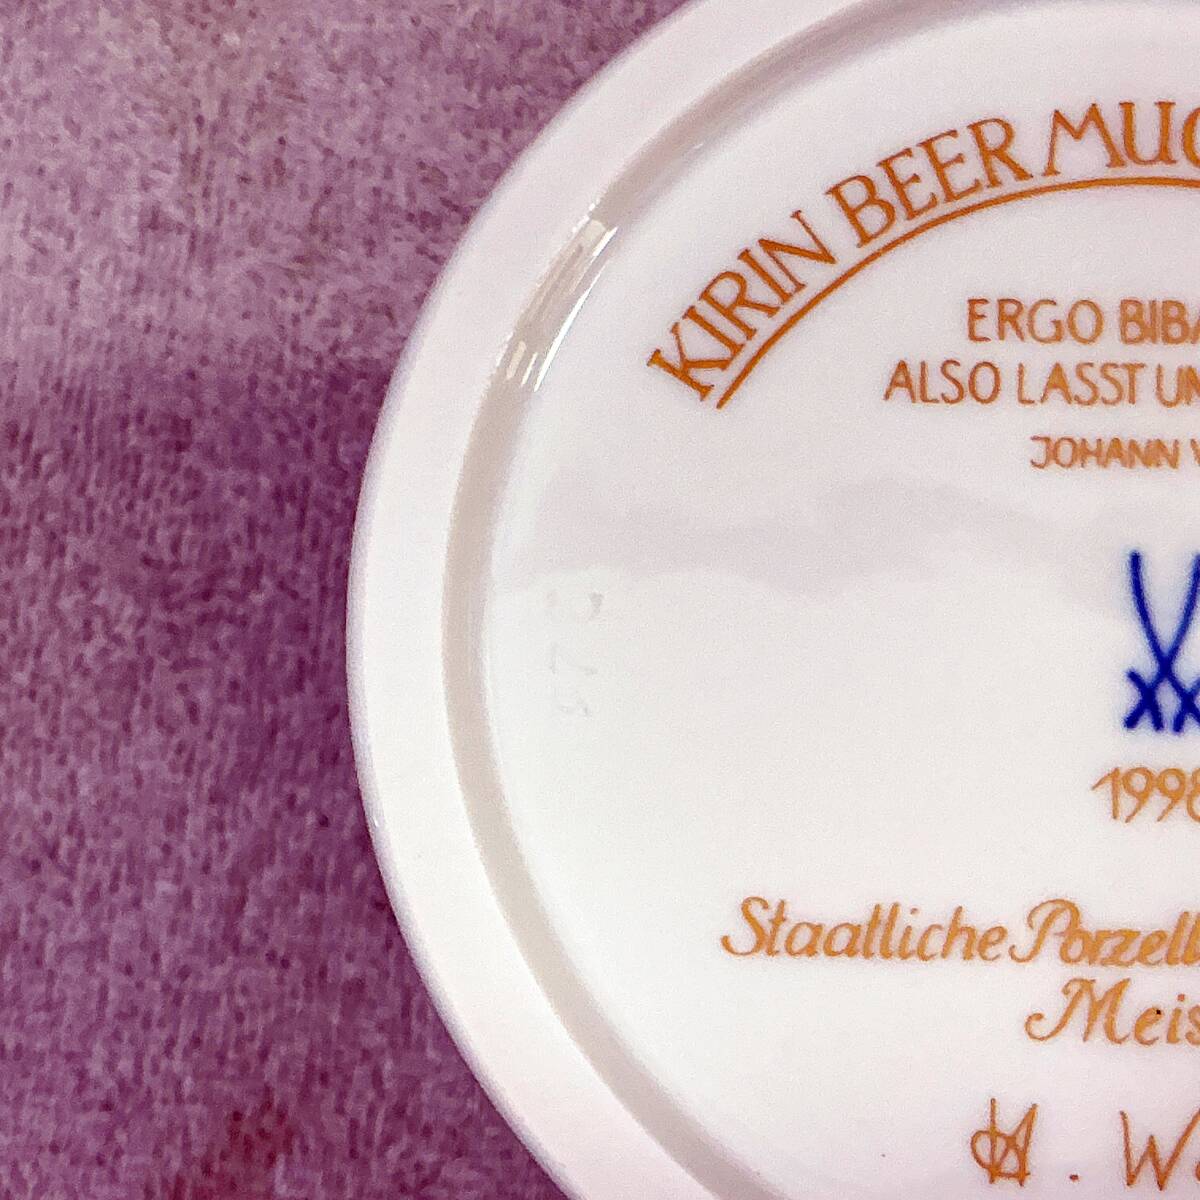 KIRIN BEER MUG
ERGO BIBA
ALSO LASST UN
JOHANN V
1998
Staatliche Porzell
Meis